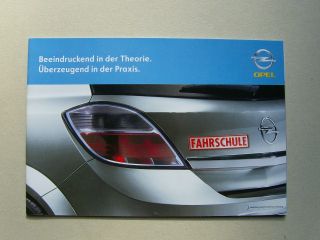 Beeindruckend in der Theorie.
Überzeugend in der Praxis.
OPEL
FAHRSCHULE